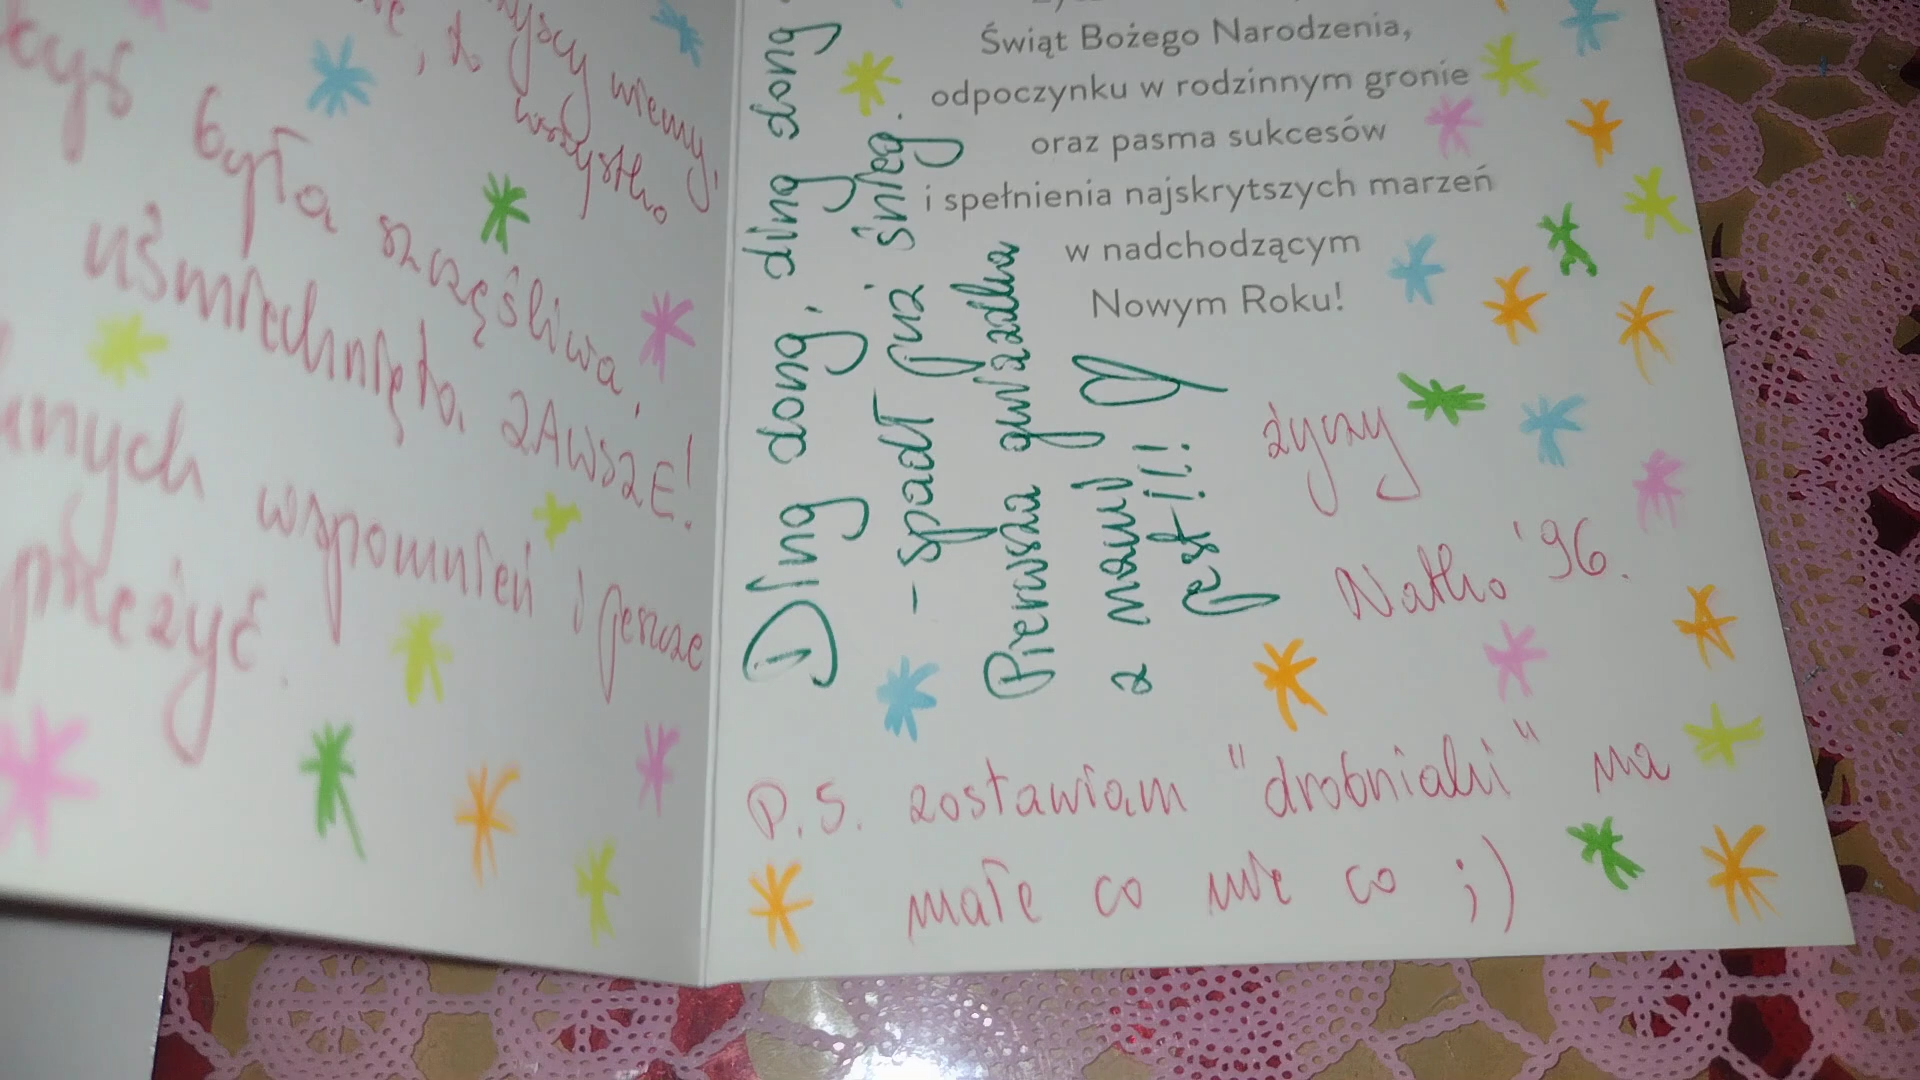 wiemy,
wszystko
była szczęśliwa,
uśmiechnięta. ZAWSZE!
wspomnień i jeszcze
Świąt Bożego Narodzenia,
odpoczynku w rodzinnym gronie
oraz pasma sukcesów
i spełnienia najskrytszych marzeń
w nadchodzącym
Nowym Roku!
Ding dong, ding dong
- spadł już śnieg.
Pierwsza gwiazdka
z nami
jest!!!
życzy
Natka '96.
P.S. zostawiam "drobniaki" na
małe co nie co ;)